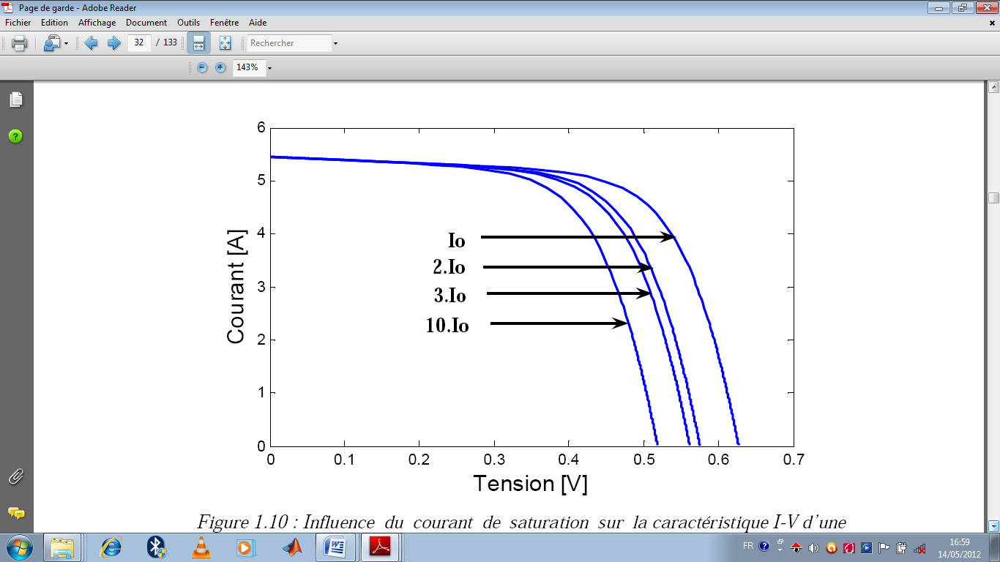 Page de garde - Adobe Reader
Fichier Edition Affichage Document Outils Fenêtre Aide
32 / 133 Rechercher
143%
6
5
4
3
2
1
0
Courant [A]
Io
2.Io
3.Io
10.Io
0 0.1 0.2 0.3 0.4 0.5 0.6 0.7
Tension [V]
Figure 1.10 : Influence du courant de saturation sur la caractéristique I-V d'une
FR 16:59
14/05/2012